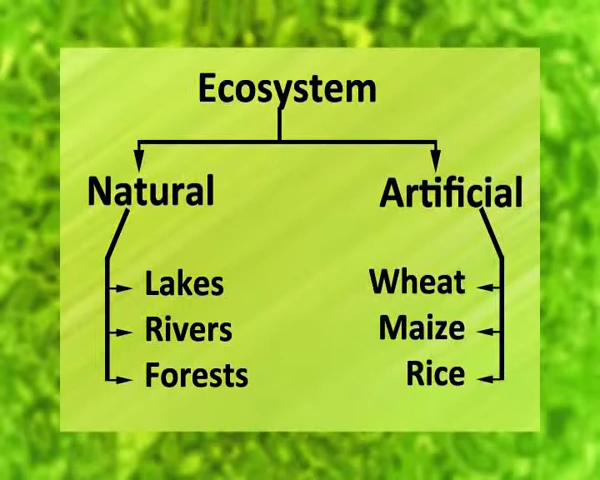 Ecosystem
Natural
Artificial
Lakes
Rivers
Forests
Wheat
Maize
Rice